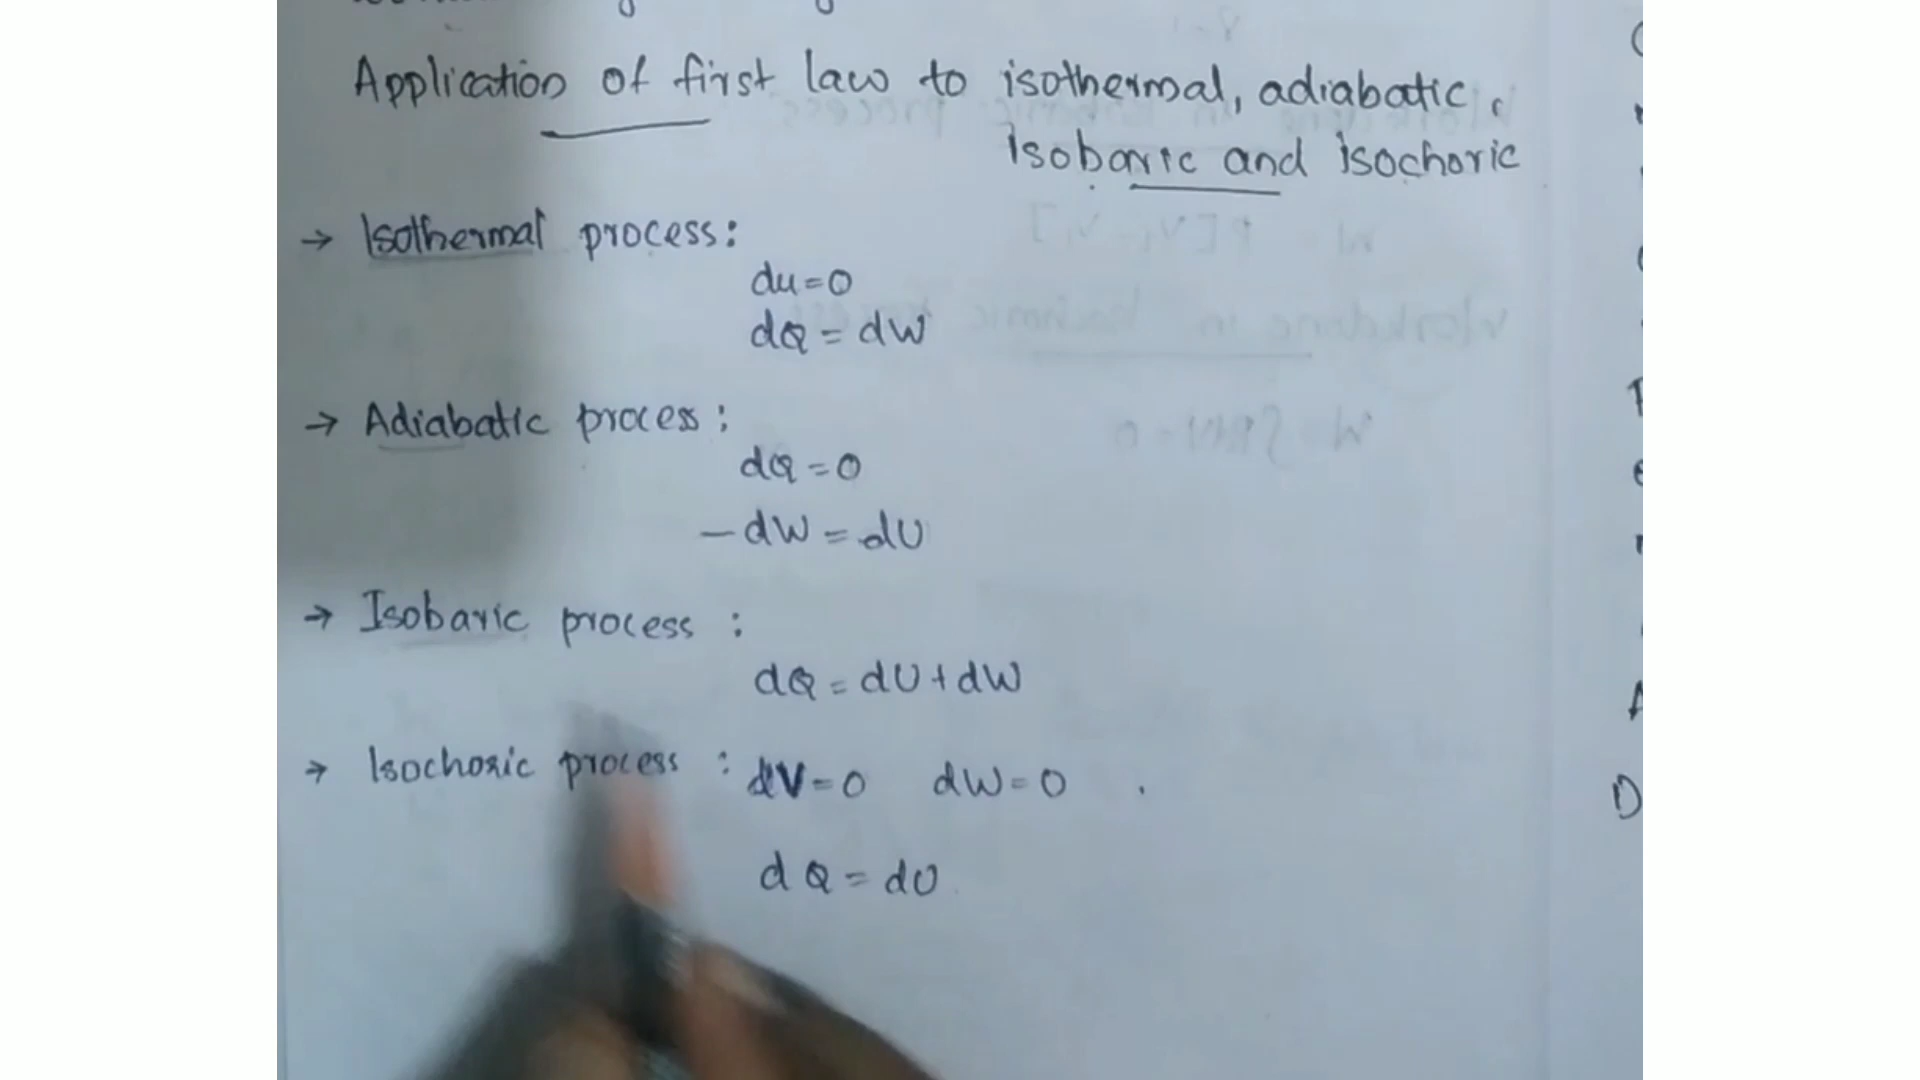 Application of first law to isothermal, adiabatic,
isobaric and isochoric
→ Isothermal process:
du=0
dQ = dW
→ Adiabatic process:
dQ = 0
- dW = dU
→ Isobaric process :
dQ = dU + dW
→ Isochoric process : dV = 0 dW = 0 .
dQ = dU